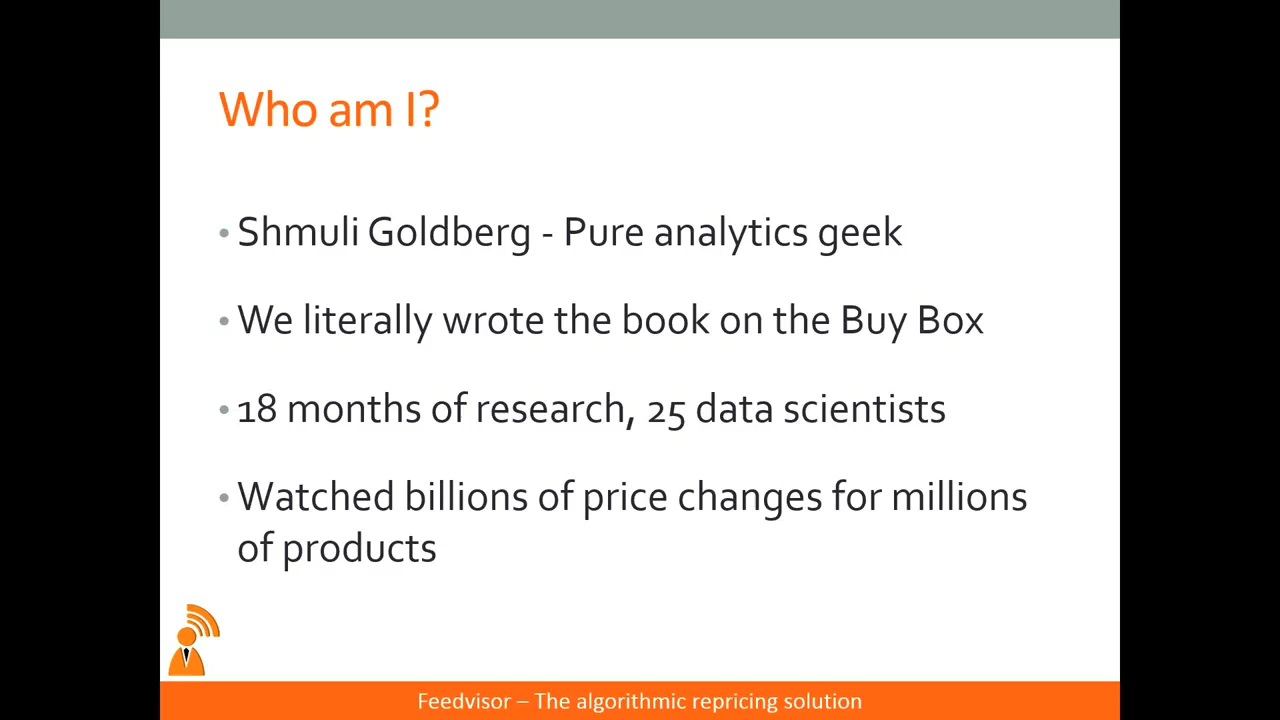 Who am I?
• Shmuli Goldberg - Pure analytics geek
• We literally wrote the book on the Buy Box
• 18 months of research, 25 data scientists
• Watched billions of price changes for millions
of products
Feedvisor – The algorithmic repricing solution